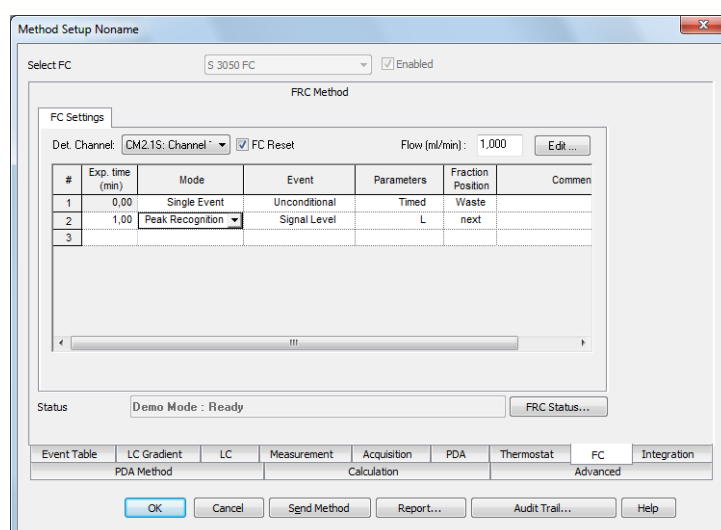 Method Setup Noname
Select FC S 3050 FC Enabled
FRC Method
FC Settings
Det. Channel: CM2.1S: Channel FC Reset Flow (ml/min) : 1,000 Edit ...
# Exp. time (min) Mode Event Parameters Fraction Position Commen
1 0,00 Single Event Unconditional Timed Waste
2 1,00 Peak Recognition Signal Level L next
3
Status Demo Mode : Ready FRC Status...
Event Table LC Gradient LC Measurement Acquisition PDA Thermostat FC Integration
PDA Method Calculation Advanced
OK Cancel Send Method Report... Audit Trail... Help